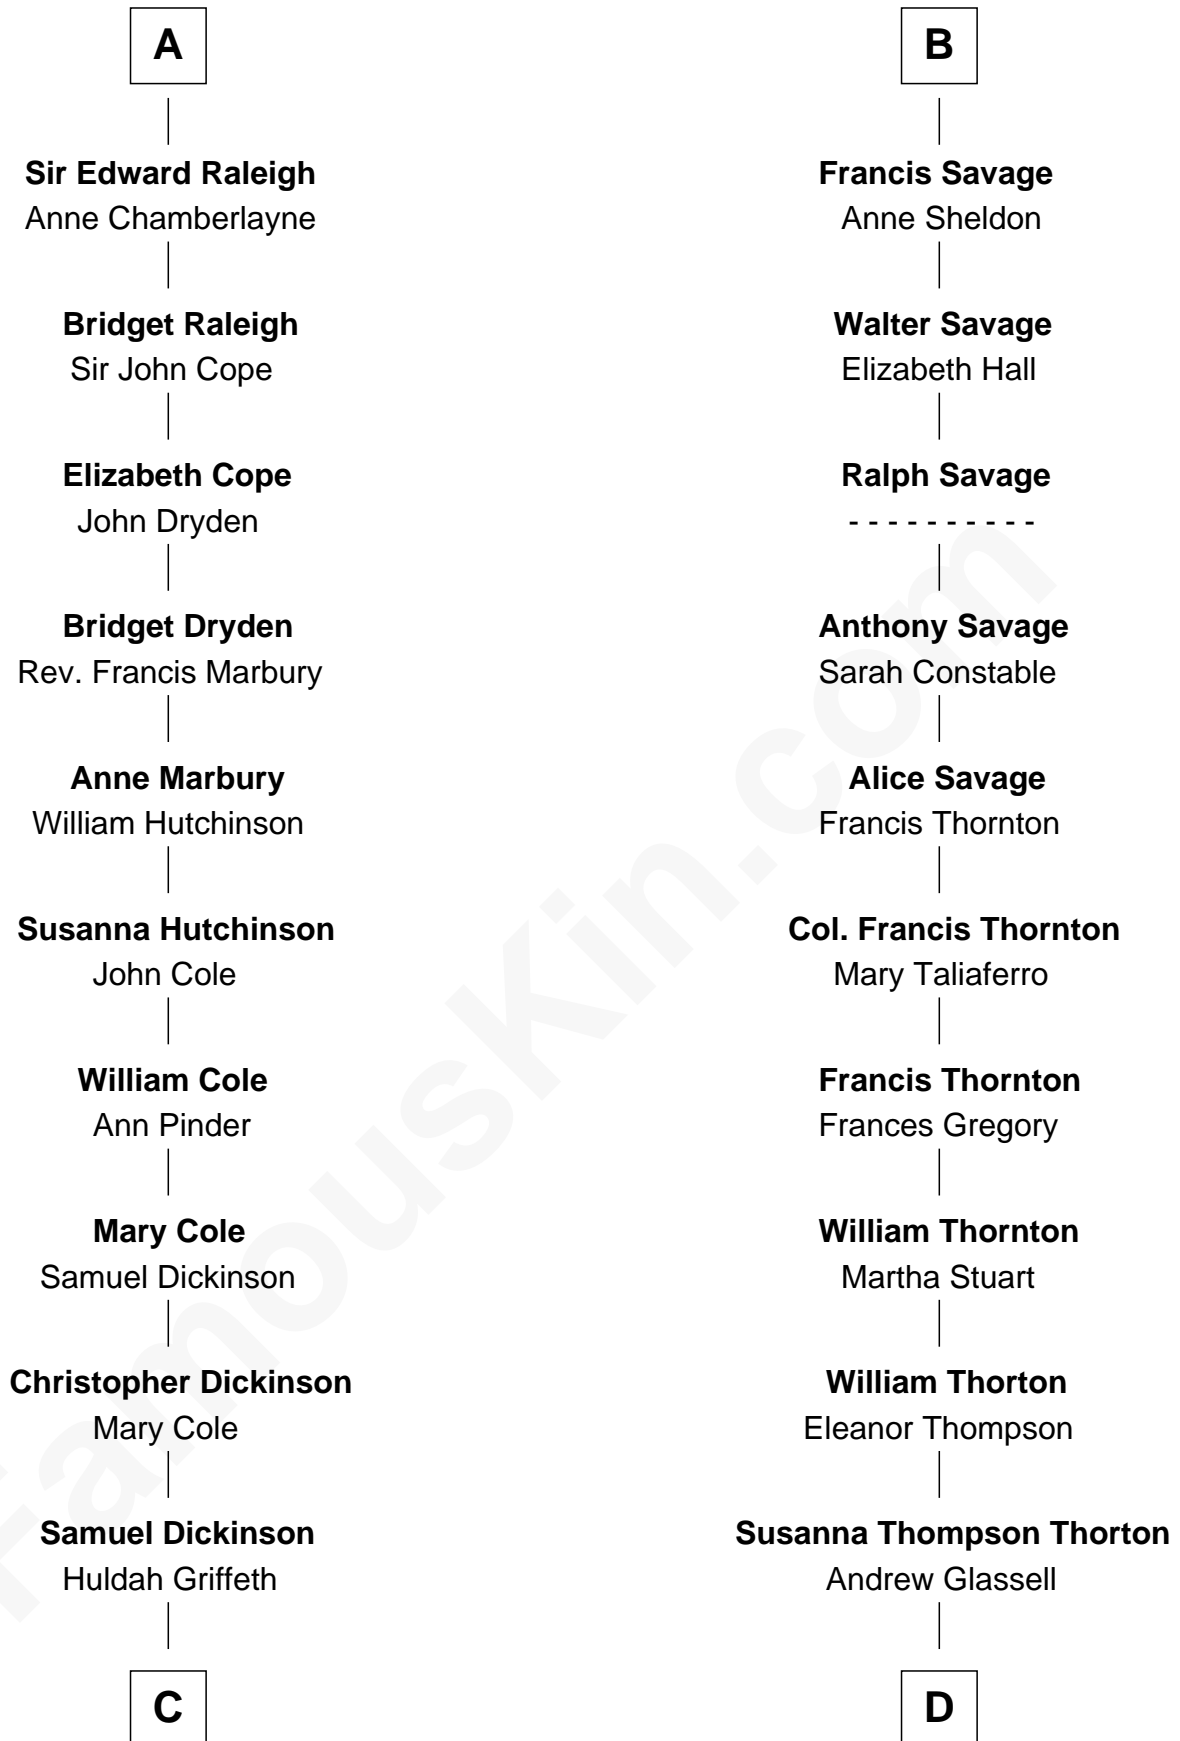 A
Sir Edward Raleigh
Anne Chamberlayne
Bridget Raleigh
Sir John Cope
Elizabeth Cope
John Dryden
Bridget Dryden
Rev. Francis Marbury
Anne Marbury
William Hutchinson
Susanna Hutchinson
John Cole
William Cole
Ann Pinder
Mary Cole
Samuel Dickinson
Christopher Dickinson
Mary Cole
Samuel Dickinson
Huldah Griffeth
C
B
Francis Savage
Anne Sheldon
Walter Savage
Elizabeth Hall
Ralph Savage
- - - - - - - - - -
Anthony Savage
Sarah Constable
Alice Savage
Francis Thornton
Col. Francis Thornton
Mary Taliaferro
Francis Thornton
Frances Gregory
William Thornton
Martha Stuart
William Thorton
Eleanor Thompson
Susanna Thompson Thorton
Andrew Glassell
D
FamousKin.com